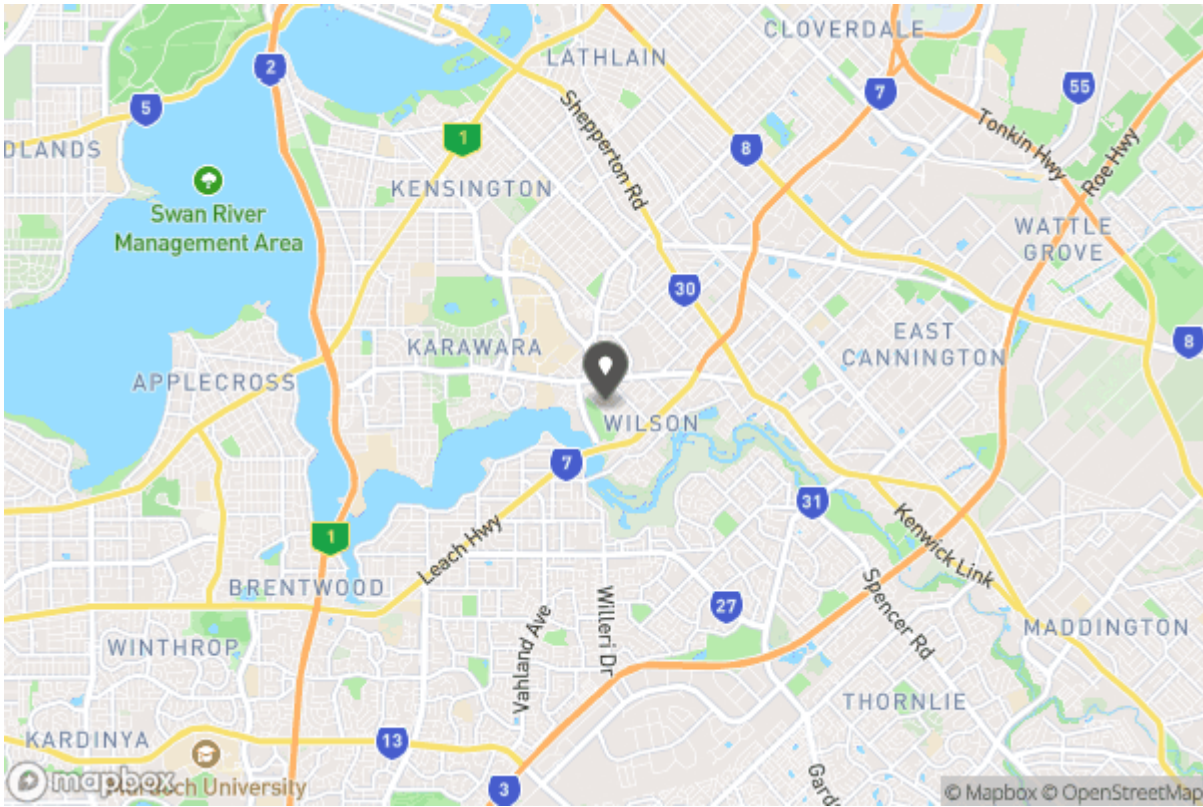 CLOVERDALE
LATHLAIN
2
7
55
5
Shepperton Rd
Tonkin Hwy
1
8
DLANDS
Roe Hwy
KENSINGTON
Swan River
Management Area
WATTLE
GROVE
30
EAST
CANNINGTON
KARAWARA
8
APPLECROSS
WILSON
7
31
Kenwick Link
1
Leach Hwy
BRENTWOOD
Willeri Dr
27
Spencer Rd
MADDINGTON
WINTHROP
Vahland Ave
THORNLIE
KARDINYA
13
Murdoch University
mapbox
3
© Mapbox © OpenStreetMap